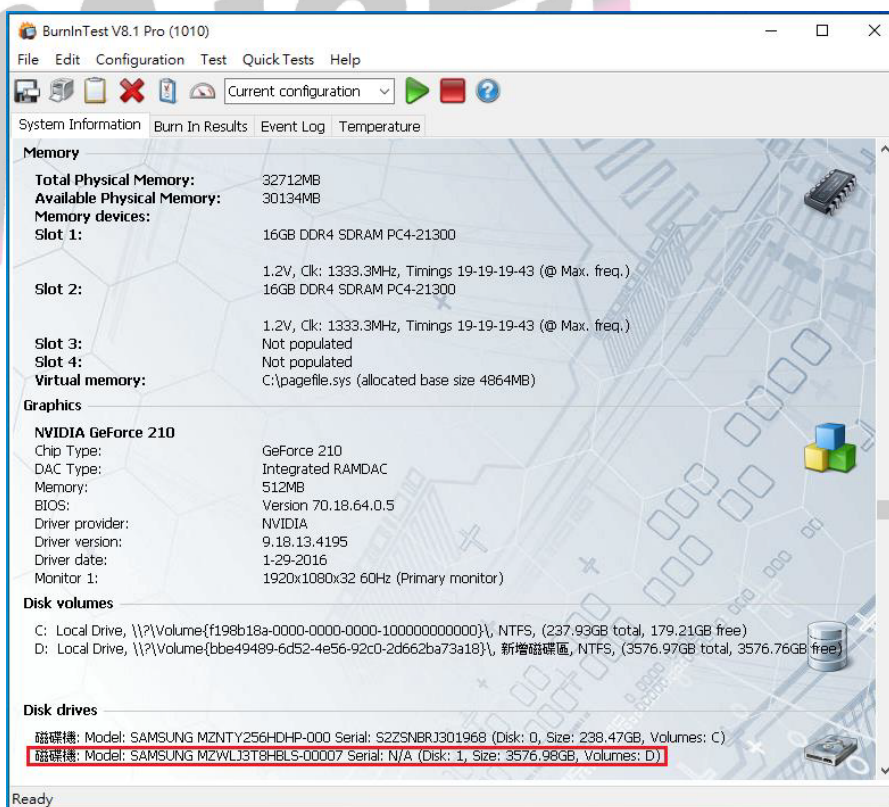 BurnInTest V8.1 Pro (1010)
File Edit Configuration Test Quick Tests Help
Current configuration
System Information Burn In Results Event Log Temperature
Memory
Total Physical Memory: 32712MB
Available Physical Memory: 30134MB
Memory devices:
Slot 1: 16GB DDR4 SDRAM PC4-21300
1.2V, Clk: 1333.3MHz, Timings 19-19-19-43 (@ Max. freq.)
Slot 2: 16GB DDR4 SDRAM PC4-21300
1.2V, Clk: 1333.3MHz, Timings 19-19-19-43 (@ Max. freq.)
Slot 3: Not populated
Slot 4: Not populated
Virtual memory: C:\pagefile.sys (allocated base size 4864MB)
Graphics
NVIDIA GeForce 210
Chip Type: GeForce 210
DAC Type: Integrated RAMDAC
Memory: 512MB
BIOS: Version 70.18.64.0.5
Driver provider: NVIDIA
Driver version: 9.18.13.4195
Driver date: 1-29-2016
Monitor 1: 1920x1080x32 60Hz (Primary monitor)
Disk volumes
C: Local Drive, \\?\Volume{f198b18a-0000-0000-0000-100000000000}\, NTFS, (237.93GB total, 179.21GB free)
D: Local Drive, \\?\Volume{bbe49489-6d52-4e56-92c0-2d662ba73a18}\, 新增磁碟區, NTFS, (3576.97GB total, 3576.76GB free)
Disk drives
磁碟機: Model: SAMSUNG MZNTY256HDHP-000 Serial: S2ZSNBRJ301968 (Disk: 0, Size: 238.47GB, Volumes: C)
磁碟機: Model: SAMSUNG MZWLJ3T8HBLS-00007 Serial: N/A (Disk: 1, Size: 3576.98GB, Volumes: D)
Ready